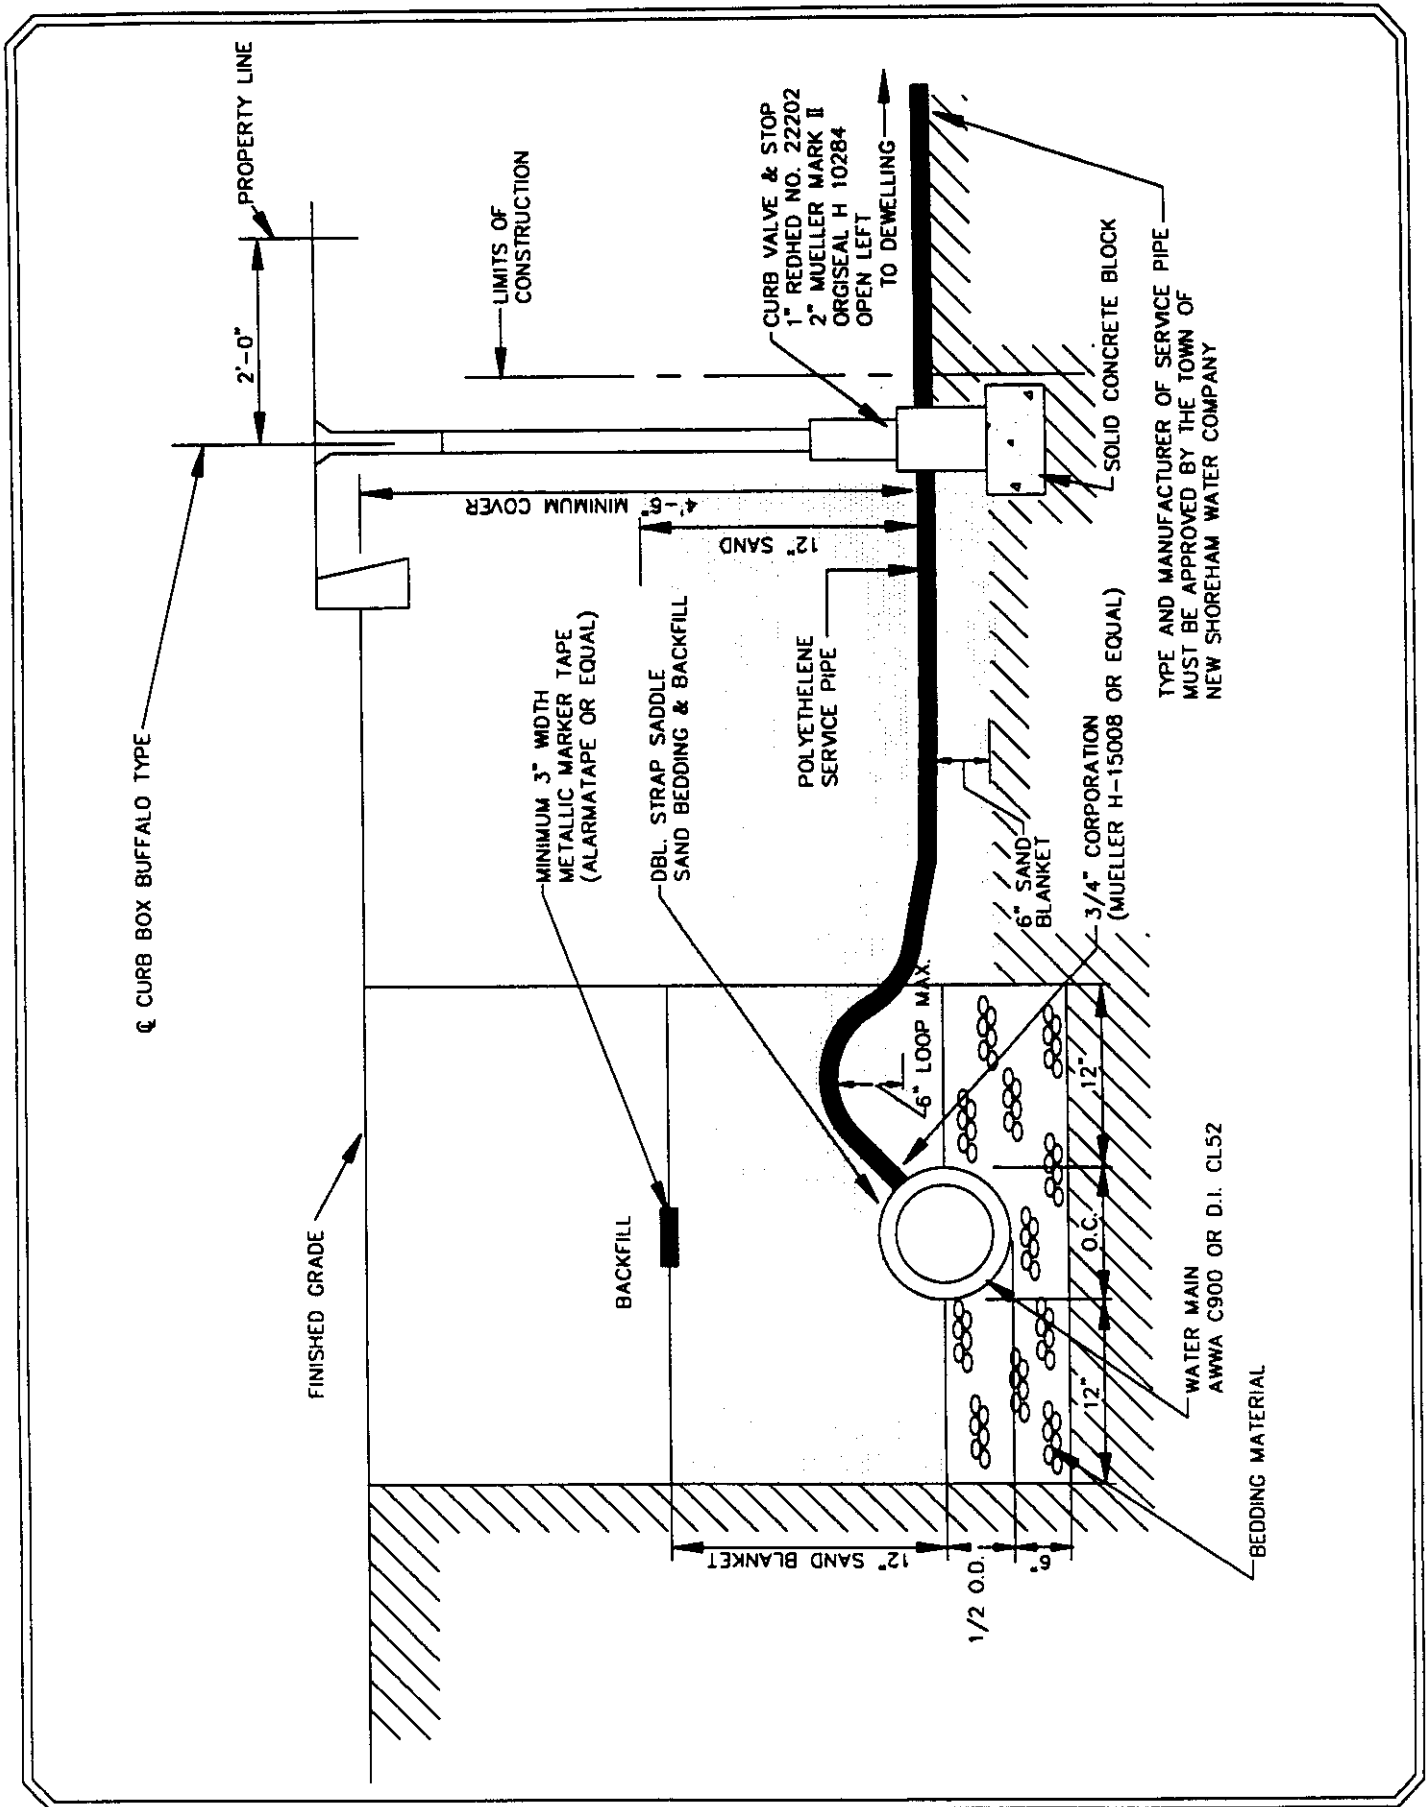 ℄ CURB BOX BUFFALO TYPE
2'-0"
PROPERTY LINE
FINISHED GRADE
LIMITS OF
CONSTRUCTION
4'-6" MINIMUM COVER
12" SAND
MINIMUM 3" WIDTH
METALLIC MARKER TAPE
(ALARMATAPE OR EQUAL)
BACKFILL
DBL. STRAP SADDLE
SAND BEDDING & BACKFILL
CURB VALVE & STOP
1" REDHED NO. 22202
2" MUELLER MARK II
ORGISEAL H 10284
OPEN LEFT
TO DEWELLING
POLYETHELENE
SERVICE PIPE
12" SAND BLANKET
1/2 O.D.
6"
6" LOOP MAX.
6" SAND
BLANKET
12"
O.C.
12"
3/4" CORPORATION
(MUELLER H-15008 OR EQUAL)
SOLID CONCRETE BLOCK
TYPE AND MANUFACTURER OF SERVICE PIPE
MUST BE APPROVED BY THE TOWN OF
NEW SHOREHAM WATER COMPANY
WATER MAIN
AWWA C900 OR D.I. CL52
BEDDING MATERIAL